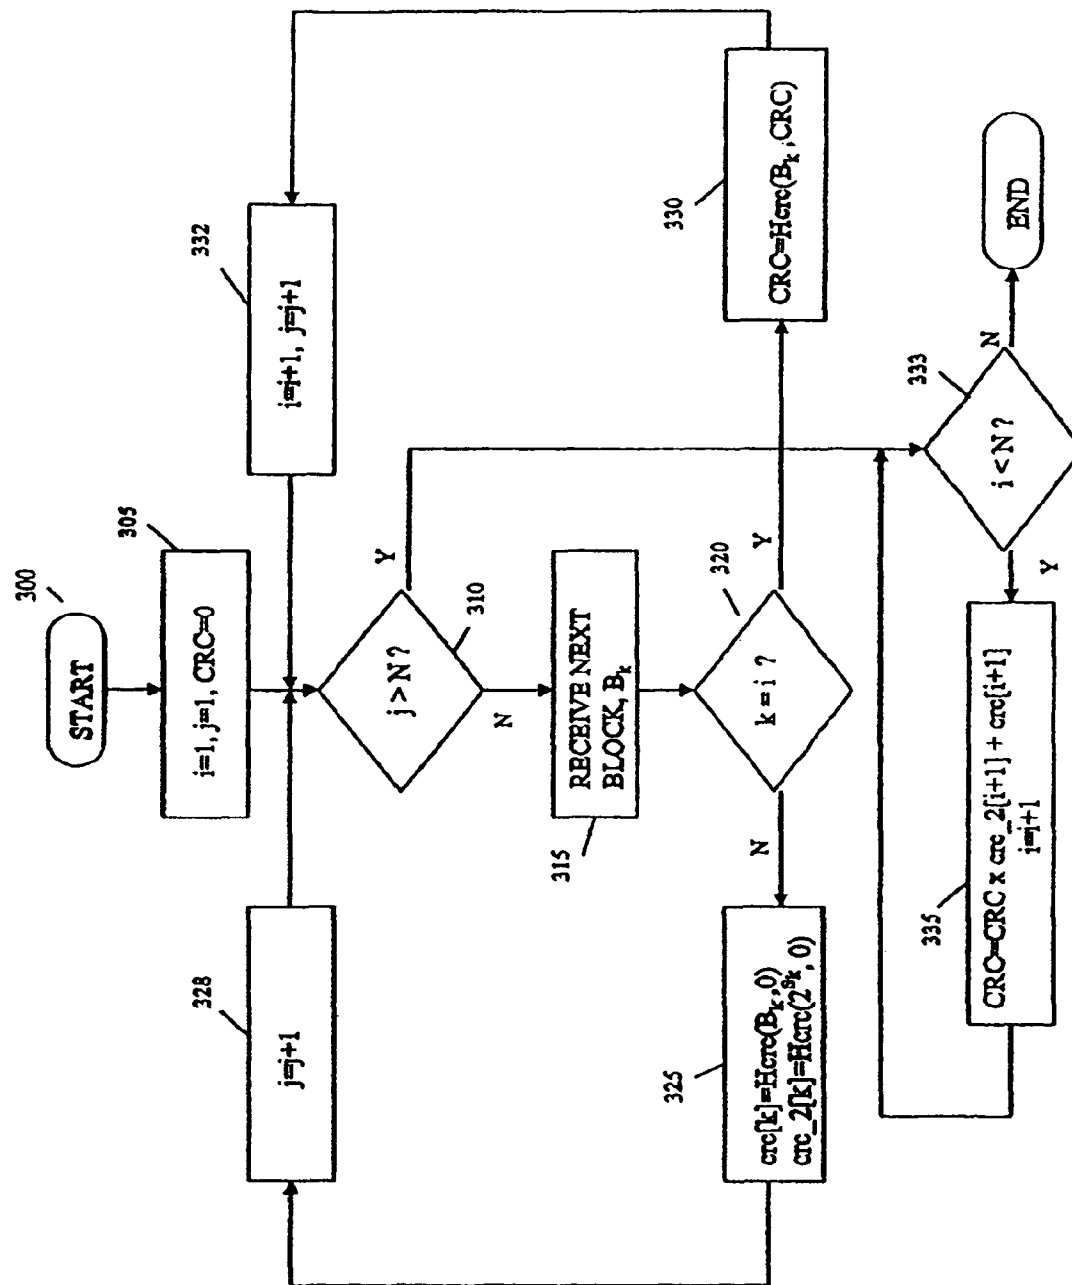 300
START
305
i=1, j=1, CRC=0
332
i=i+1, j=j+1
328
j=j+1
j > N ?
310
Y
N
RECEIVE NEXT
BLOCK, Bk
315
320
k = i ?
Y
N
330
CRC=Hcrc(Bk, CRC)
325
crc[k]=Hcrc(Bk, 0)
crc_2[k]=Hcrc(2^sk, 0)
333
i < N ?
N
END
Y
335
CRC=CRC x crc_2[i+1] + crc[i+1]
i=i+1